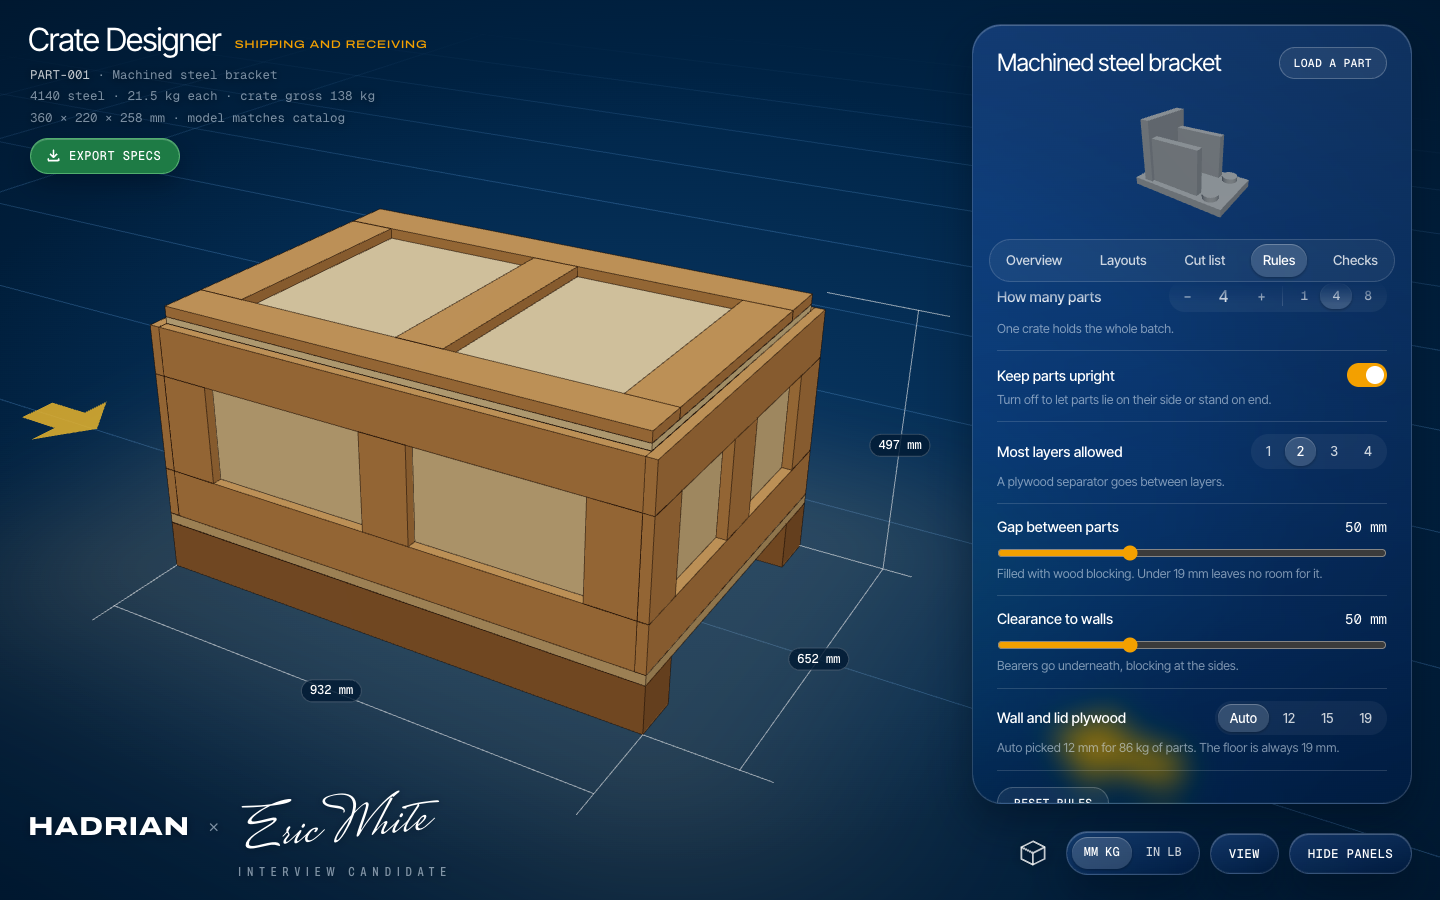 Crate Designer SHIPPING AND RECEIVING
PART-001 · Machined steel bracket
4140 steel · 21.5 kg each · crate gross 138 kg
360 × 220 × 258 mm · model matches catalog
EXPORT SPECS
Machined steel bracket
LOAD A PART
Overview Layouts Cut list Rules Checks
How many parts − 4 + 1 4 8
One crate holds the whole batch.
Keep parts upright
Turn off to let parts lie on their side or stand on end.
Most layers allowed 1 2 3 4
A plywood separator goes between layers.
Gap between parts 50 mm
Filled with wood blocking. Under 19 mm leaves no room for it.
Clearance to walls 50 mm
Bearers go underneath, blocking at the sides.
Wall and lid plywood Auto 12 15 19
Auto picked 12 mm for 86 kg of parts. The floor is always 19 mm.
RESET RULES
497 mm
652 mm
932 mm
HADRIAN × Eric White
INTERVIEW CANDIDATE
MM KG IN LB VIEW HIDE PANELS